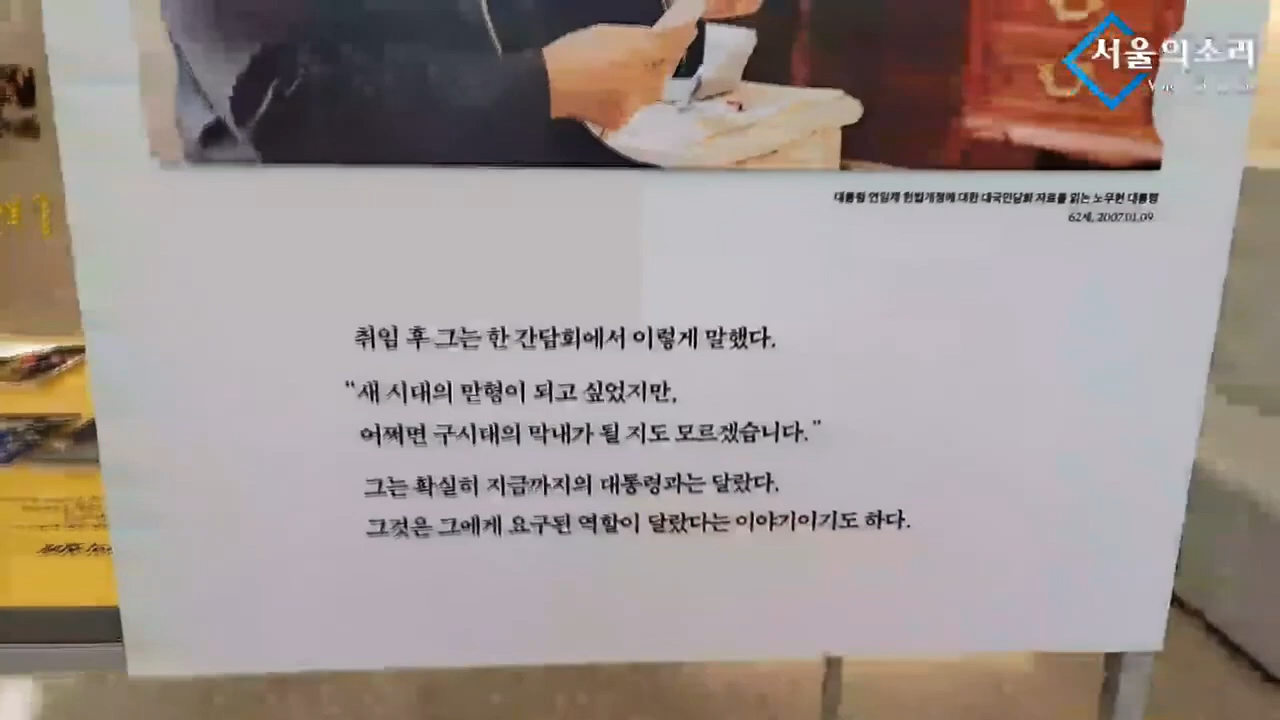 서울의소리
대통령 연임제 헌법개정에 대한 대국민담화 자료를 읽는 노무현 대통령
62세, 2007.01.09.
취임 후 그는 한 간담회에서 이렇게 말했다.
“새 시대의 맏형이 되고 싶었지만,
어쩌면 구시대의 막내가 될 지도 모르겠습니다.”
그는 확실히 지금까지의 대통령과는 달랐다.
그것은 그에게 요구된 역할이 달랐다는 이야기이기도 하다.